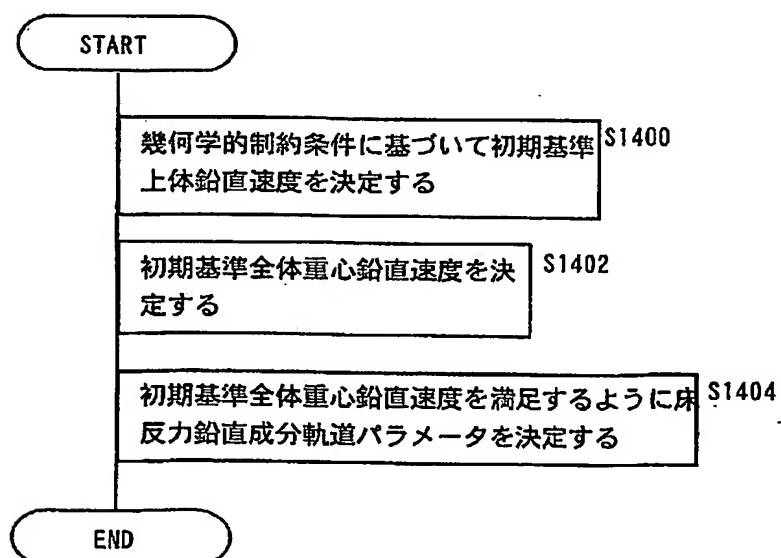 START
幾何学的制約条件に基づいて初期基準 S1400
上体鉛直速度を決定する
初期基準全体重心鉛直速度を決 S1402
定する
初期基準全体重心鉛直速度を満足するように床 S1404
反力鉛直成分軌道パラメータを決定する
END